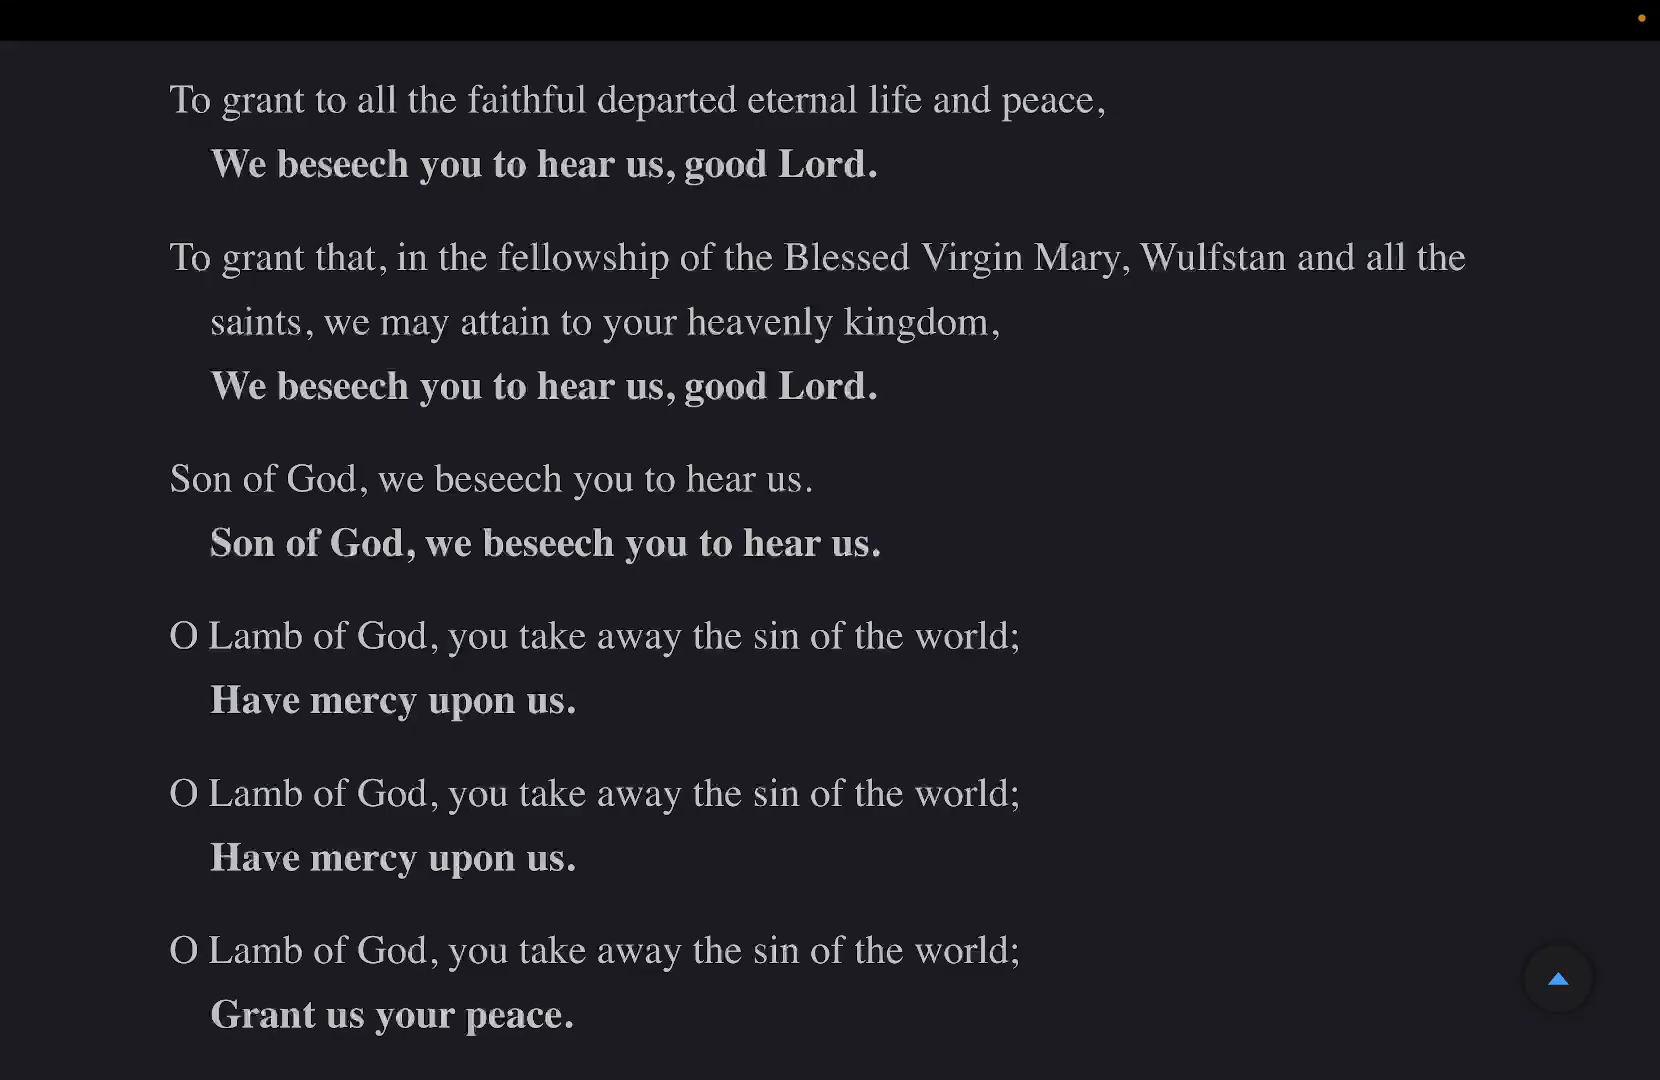 To grant to all the faithful departed eternal life and peace,
We beseech you to hear us, good Lord.
To grant that, in the fellowship of the Blessed Virgin Mary, Wulfstan and all the
saints, we may attain to your heavenly kingdom,
We beseech you to hear us, good Lord.
Son of God, we beseech you to hear us.
Son of God, we beseech you to hear us.
O Lamb of God, you take away the sin of the world;
Have mercy upon us.
O Lamb of God, you take away the sin of the world;
Have mercy upon us.
O Lamb of God, you take away the sin of the world;
Grant us your peace.